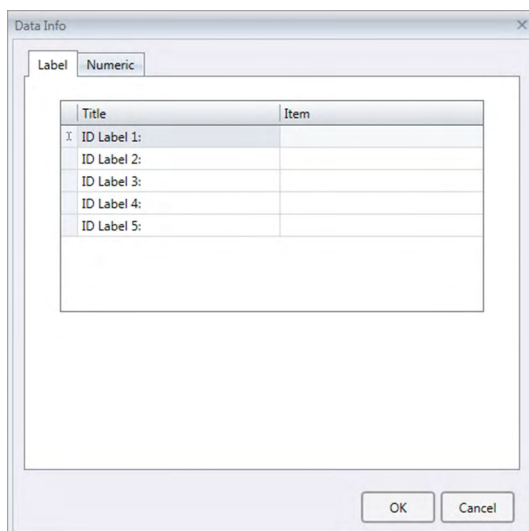 Data Info
Label Numeric
Title Item
ID Label 1:
ID Label 2:
ID Label 3:
ID Label 4:
ID Label 5:
OK Cancel